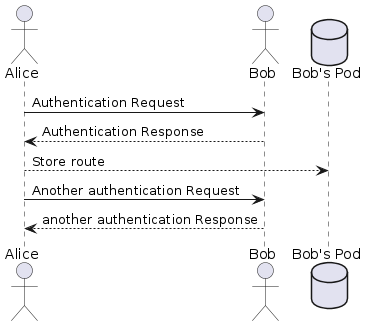 Alice Bob Bob's Pod
Authentication Request
Authentication Response
Store route
Another authentication Request
another authentication Response
Alice Bob Bob's Pod